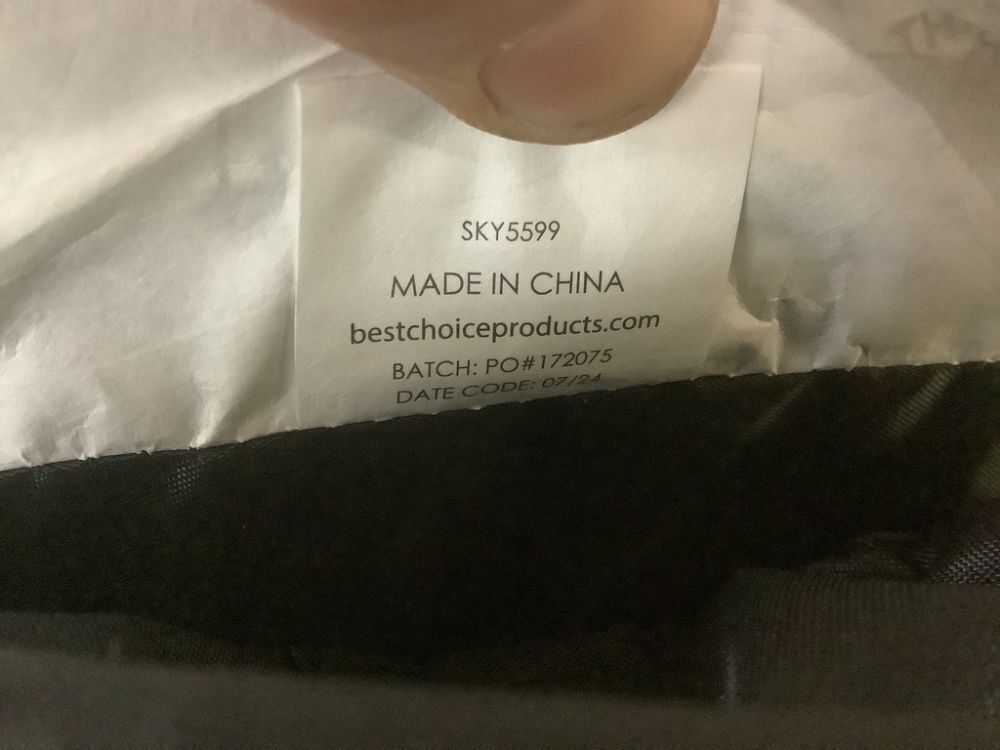 SKY5599
MADE IN CHINA
bestchoiceproducts.com
BATCH: PO#172075
DATE CODE: 07/24